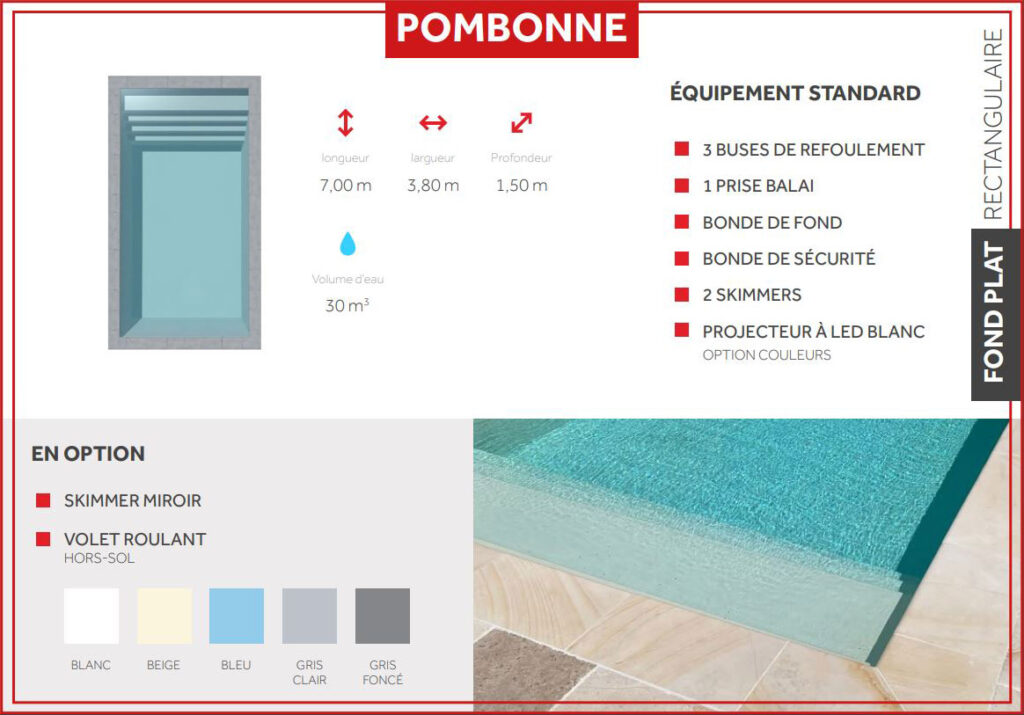 POMBONNE
longueur
7,00 m
largueur
3,80 m
Profondeur
1,50 m
Volume d'eau
30 m³
ÉQUIPEMENT STANDARD
3 BUSES DE REFOULEMENT
1 PRISE BALAI
BONDE DE FOND
BONDE DE SÉCURITÉ
2 SKIMMERS
PROJECTEUR À LED BLANC
OPTION COULEURS
RECTANGULAIRE
FOND PLAT
EN OPTION
SKIMMER MIROIR
VOLET ROULANT
HORS-SOL
BLANC
BEIGE
BLEU
GRIS
CLAIR
GRIS
FONCÉ